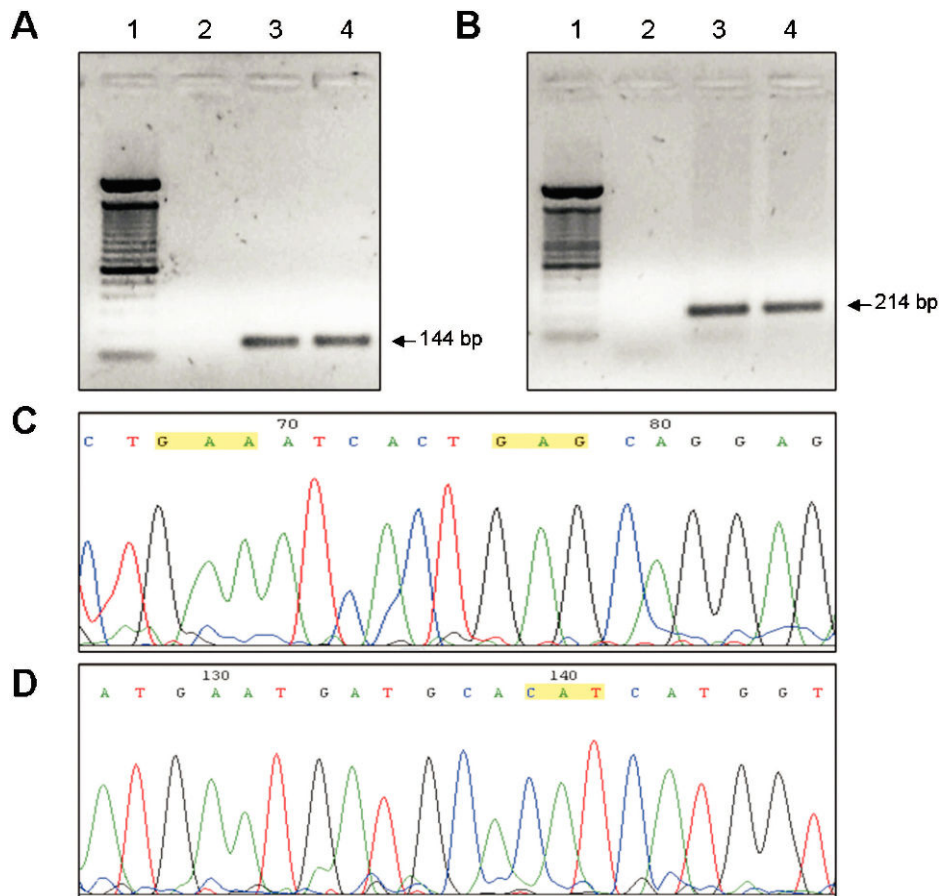 A 1 2 3 4 B 1 2 3 4
144 bp
214 bp
C
70 80
C T G A A A T C A C T G A G C A G G A G
D
130 140
A T G A A T G A T G C A C A T C A T G G T